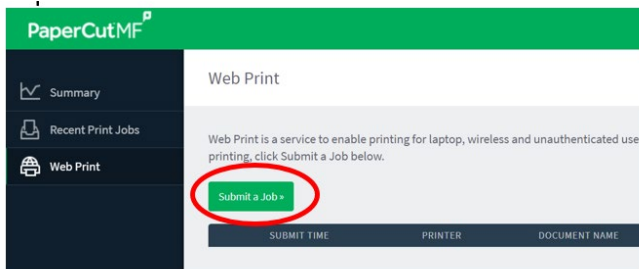 PaperCutMF
Web Print
Summary
Recent Print Jobs
Web Print
Web Print is a service to enable printing for laptop, wireless and unauthenticated use
printing, click Submit a Job below.
Submit a Job »
SUBMIT TIME PRINTER DOCUMENT NAME